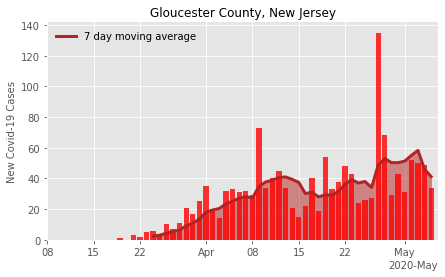 Gloucester County, New Jersey
7 day moving average
New Covid-19 Cases
140
120
100
80
60
40
20
0
08 15 22 Apr 08 15 22 May
2020-May